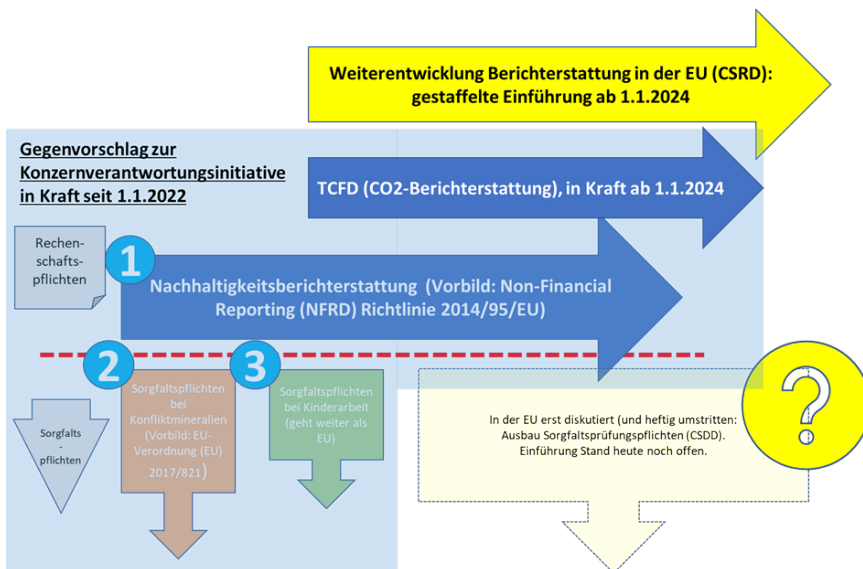 Weiterentwicklung Berichterstattung in der EU (CSRD):
gestaffelte Einführung ab 1.1.2024
Gegenvorschlag zur
Konzernverantwortungsinitiative
in Kraft seit 1.1.2022
TCFD (CO2-Berichterstattung), in Kraft ab 1.1.2024
Rechen-
schafts-
pflichten
1
Nachhaltigkeitsberichterstattung (Vorbild: Non-Financial
Reporting (NFRD) Richtlinie 2014/95/EU)
2
Sorgfaltspflichten
bei
Konfliktmineralien
(Vorbild: EU-
Verordnung (EU)
2017/821)
3
Sorgfaltspflichten
bei Kinderarbeit
(geht weiter als
EU)
Sorgfalts
-
pflichten
In der EU erst diskutiert (und heftig umstritten:
Ausbau Sorgfaltsprüfungspflichten (CSDD).
Einführung Stand heute noch offen.
?